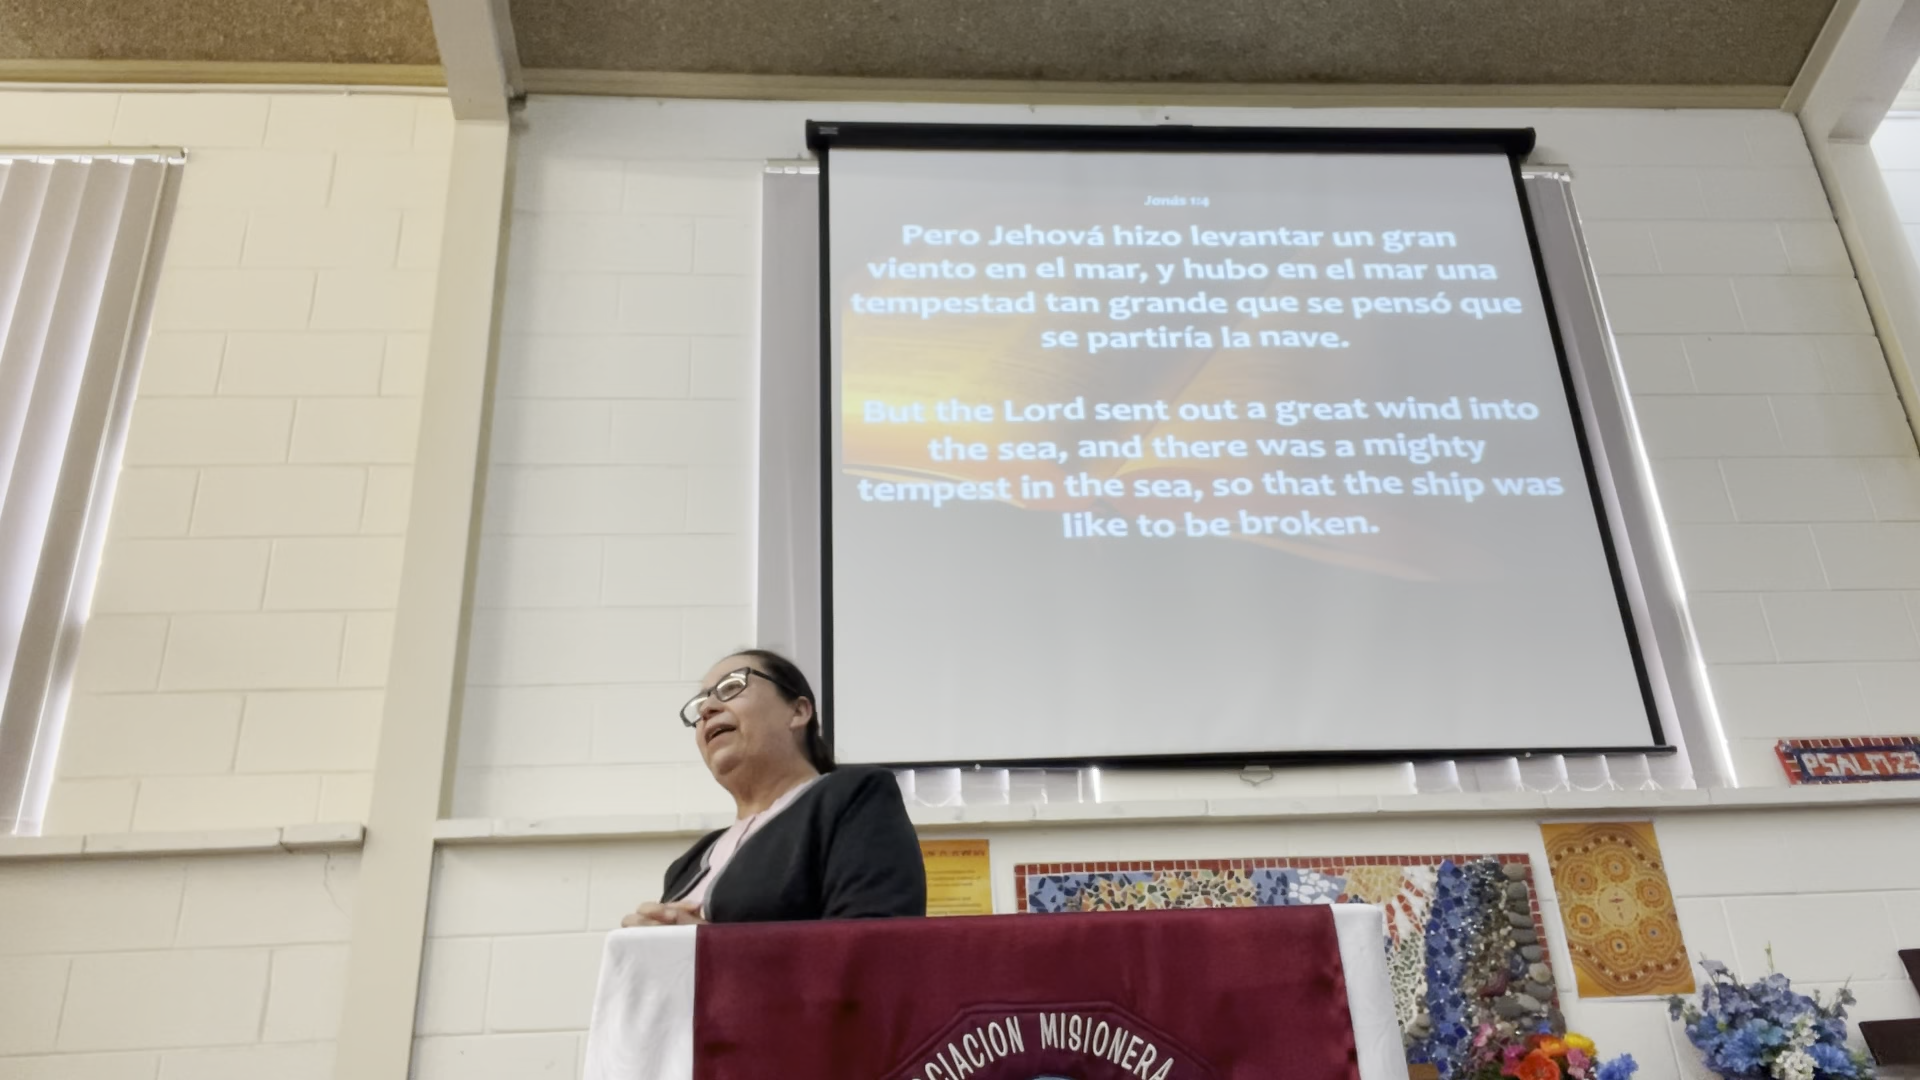 Jonás 1:4
Pero Jehová hizo levantar un gran
viento en el mar, y hubo en el mar una
tempestad tan grande que se pensó que
se partiría la nave.
But the Lord sent out a great wind into
the sea, and there was a mighty
tempest in the sea, so that the ship was
like to be broken.
PSALM 23
CIACION MISIONERA